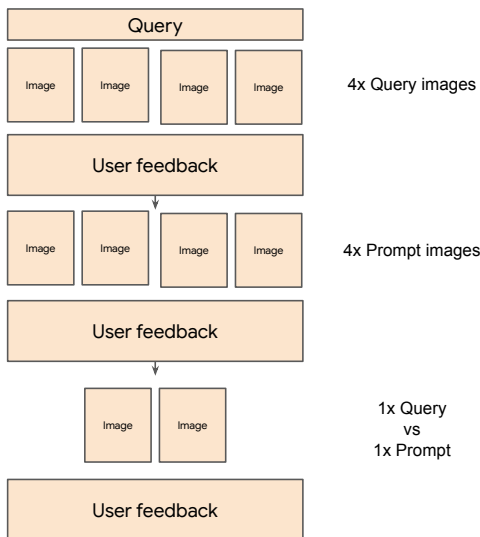 Query
Image Image Image Image
4x Query images
User feedback
Image Image Image Image
4x Prompt images
User feedback
Image Image
1x Query
vs
1x Prompt
User feedback